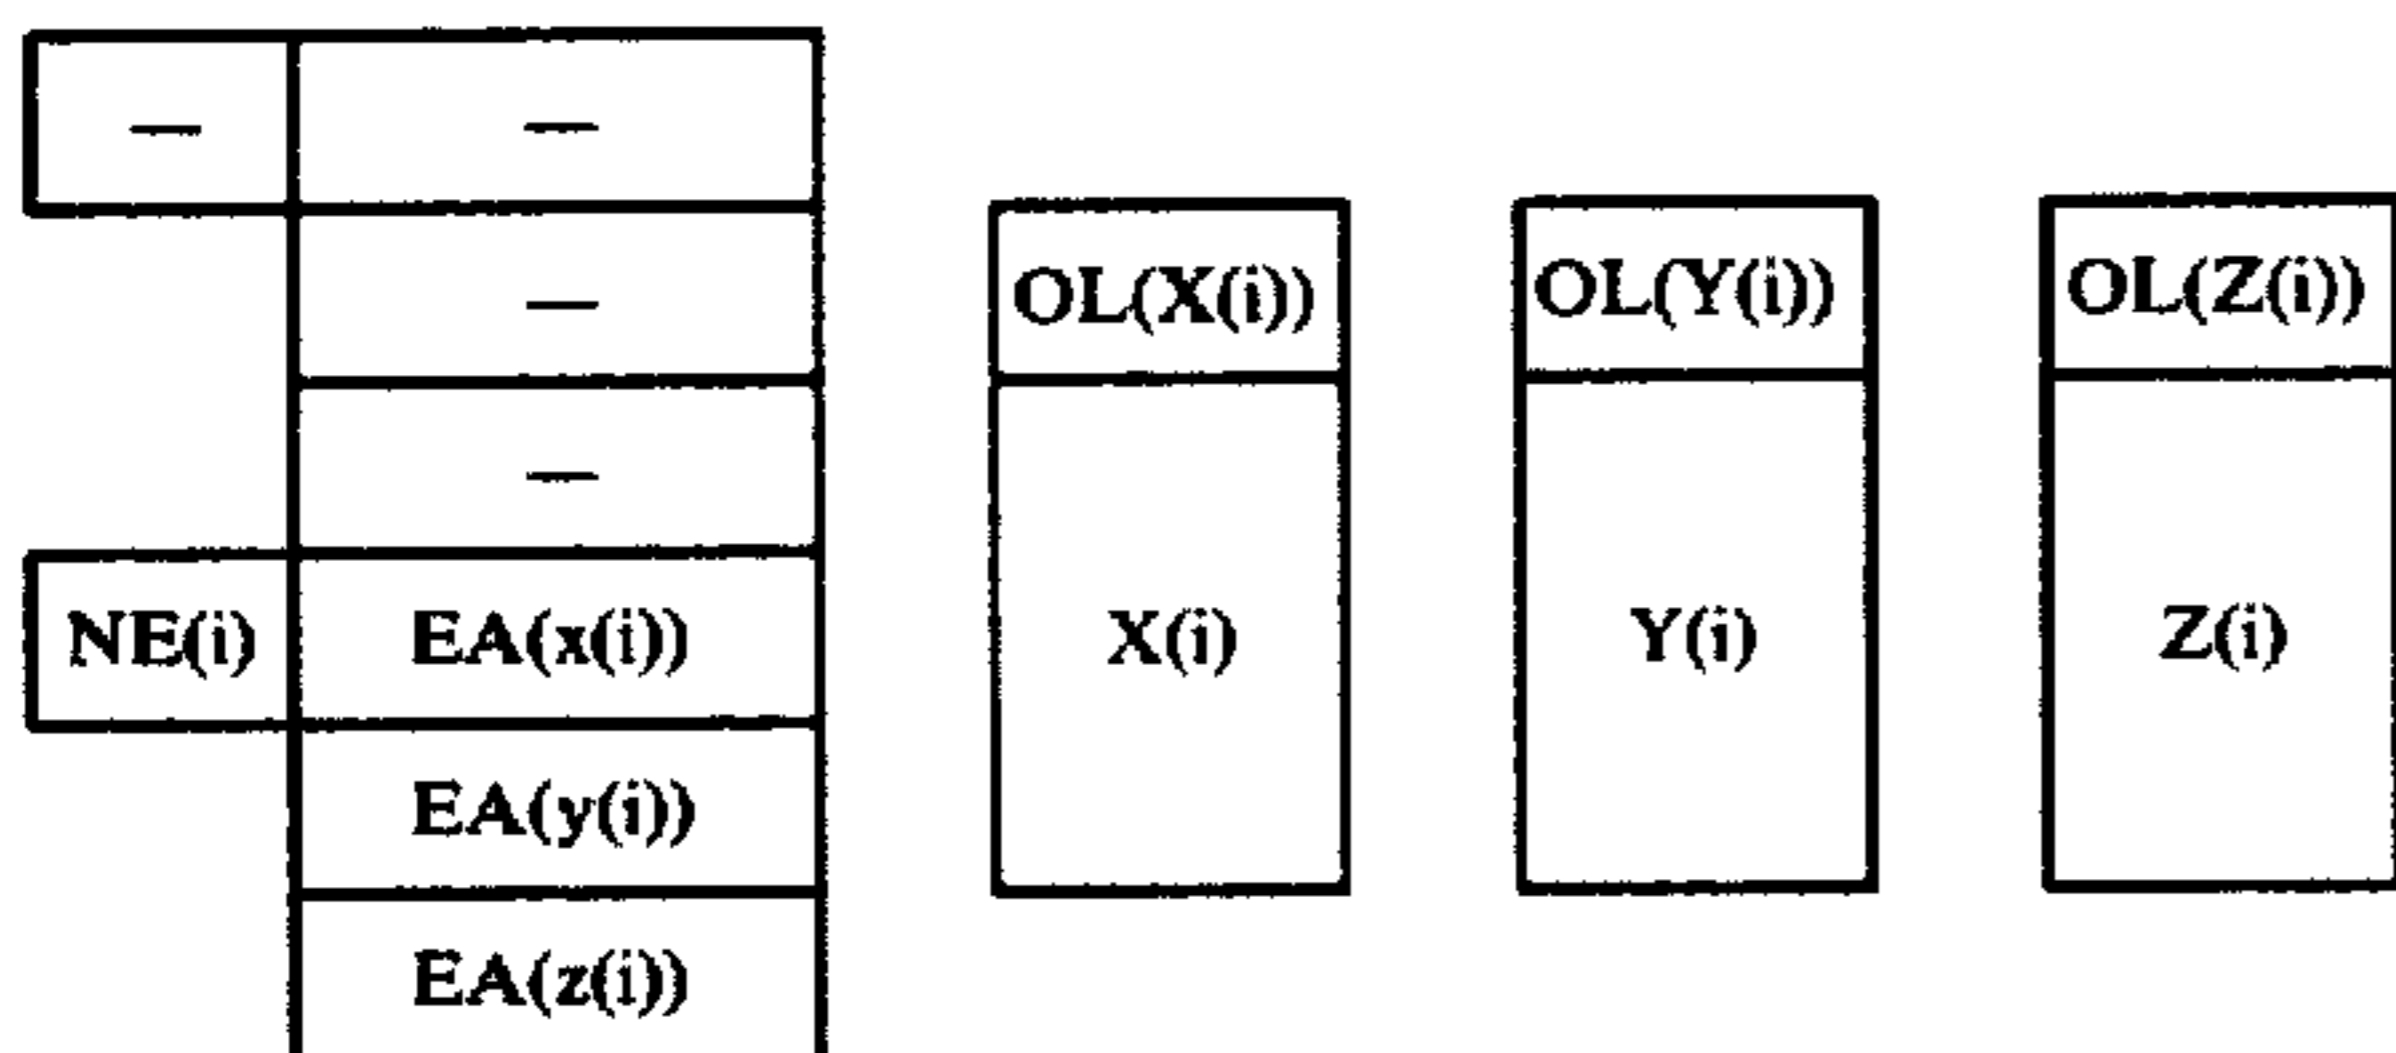 — —
—
—
OL(X(i)) OL(Y(i)) OL(Z(i))
NE(i) EA(x(i)) X(i) Y(i) Z(i)
EA(y(i))
EA(z(i))